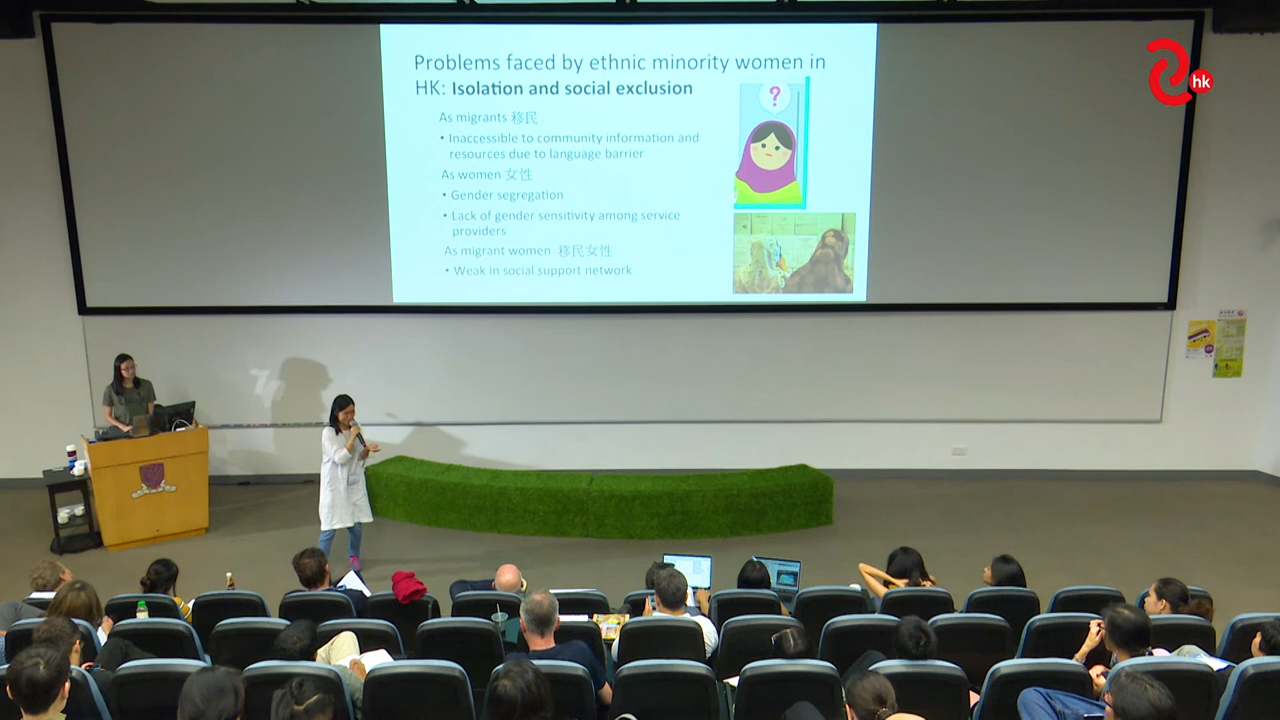 Problems faced by ethnic minority women in
HK: Isolation and social exclusion
As migrants 移民
• Inaccessible to community information and
resources due to language barrier
As women 女性
• Gender segregation
• Lack of gender sensitivity among service
providers
As migrant women 移民女性
• Weak in social support network
?
hk